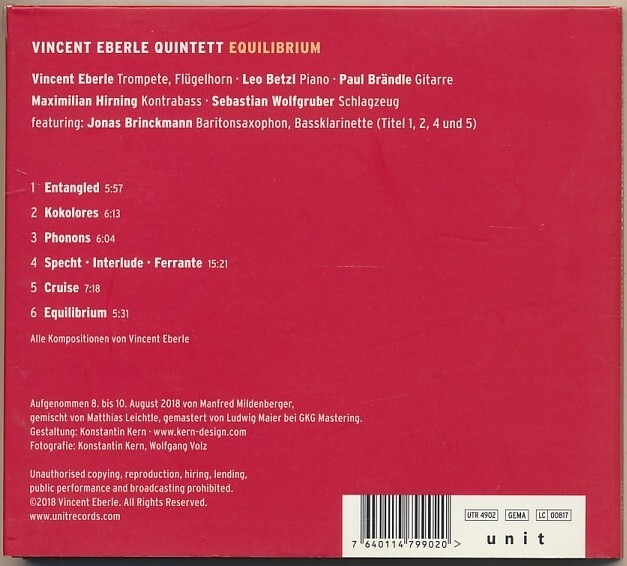 VINCENT EBERLE QUINTETT EQUILIBRIUM
Vincent Eberle Trompete, Flügelhorn · Leo Betzl Piano · Paul Brändle Gitarre
Maximilian Hirning Kontrabass · Sebastian Wolfgruber Schlagzeug
featuring: Jonas Brinckmann Baritonsaxophon, Bassklarinette (Titel 1, 2, 4 und 5)
1 Entangled 5:57
2 Kokolores 6:13
3 Phonons 6:04
4 Specht · Interlude · Ferrante 15:21
5 Cruise 7:18
6 Equilibrium 5:31
Alle Kompositionen von Vincent Eberle
Aufgenommen 8. bis 10. August 2018 von Manfred Mildenberger,
gemischt von Matthias Leichtle, gemastert von Ludwig Maier bei GKG Mastering.
Gestaltung: Konstantin Kern · www.kern-design.com
Fotografie: Konstantin Kern, Wolfgang Volz
Unauthorised copying, reproduction, hiring, lending,
public performance and broadcasting prohibited.
©2018 Vincent Eberle. All Rights Reserved.
www.unitrecords.com
7 640114 799020 >
UTR 4902 GEMA LC 00817
unit